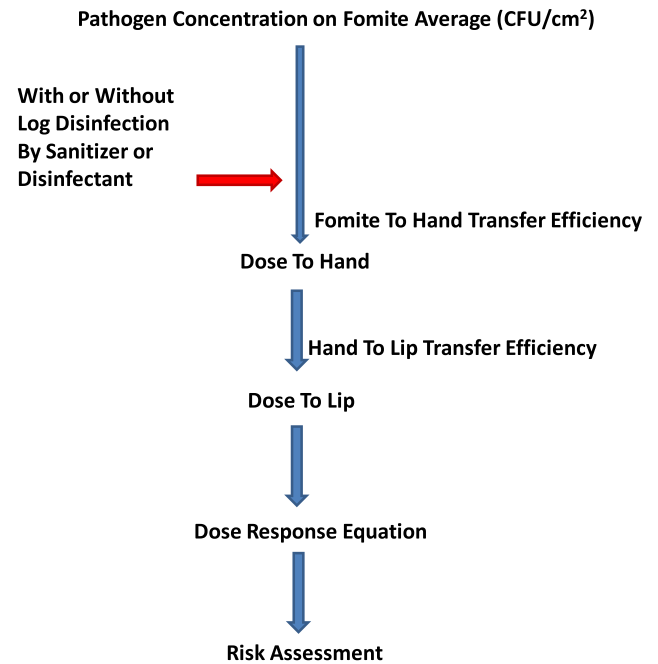 Pathogen Concentration on Fomite Average (CFU/cm²)
With or Without
Log Disinfection
By Sanitizer or
Disinfectant
Fomite To Hand Transfer Efficiency
Dose To Hand
Hand To Lip Transfer Efficiency
Dose To Lip
Dose Response Equation
Risk Assessment